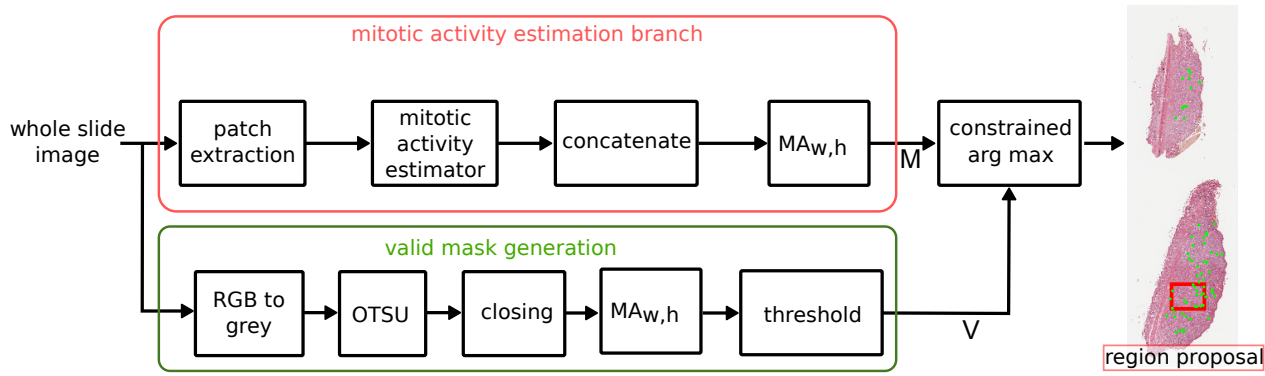 mitotic activity estimation branch
whole slide
image
patch
extraction
mitotic
activity
estimator
concatenate
MAw,h
M
constrained
arg max
valid mask generation
RGB to
grey
OTSU
closing
MAw,h
threshold
V
region proposal